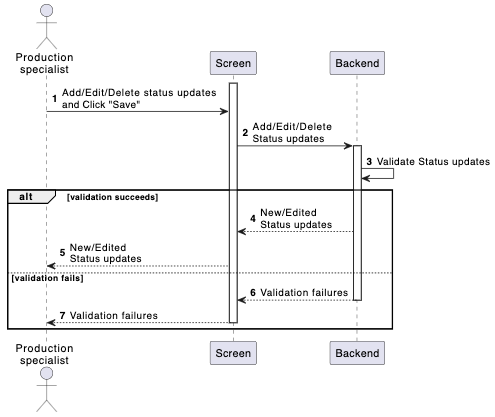 Production
specialist
Screen
Backend
1 Add/Edit/Delete status updates
and Click "Save"
2 Add/Edit/Delete
Status updates
3 Validate Status updates
alt [validation succeeds]
4 New/Edited
Status updates
5 New/Edited
Status updates
[validation fails]
6 Validation failures
7 Validation failures
Production
specialist
Screen
Backend